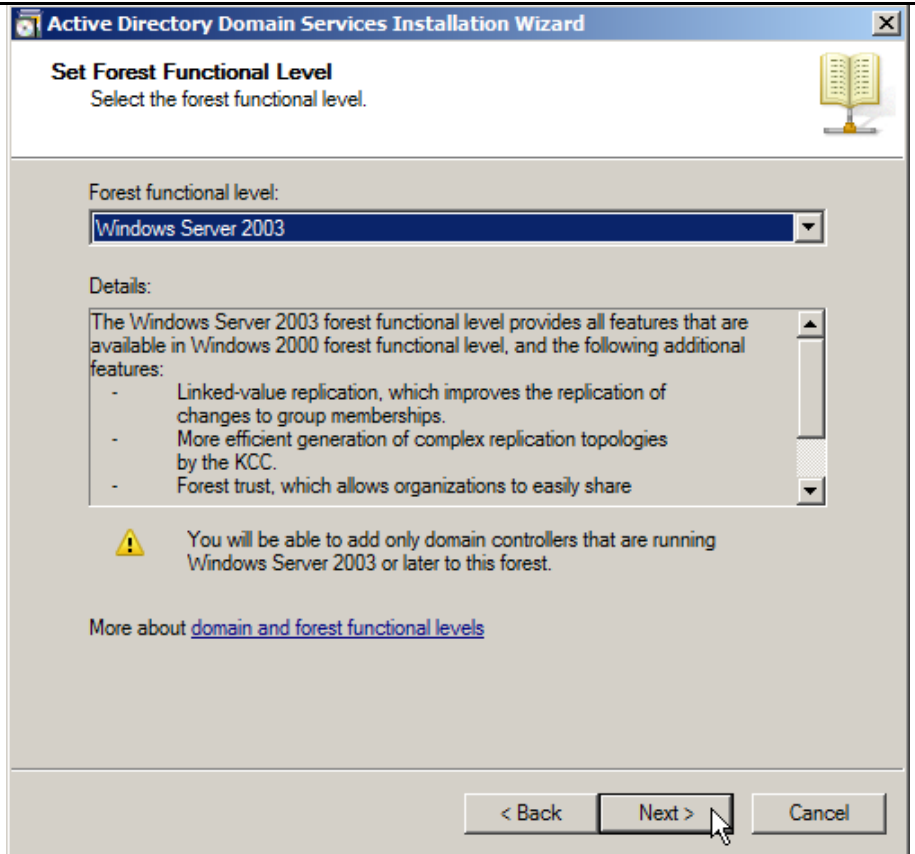 Active Directory Domain Services Installation Wizard
Set Forest Functional Level
Select the forest functional level.
Forest functional level:
Windows Server 2003
Details:
The Windows Server 2003 forest functional level provides all features that are
available in Windows 2000 forest functional level, and the following additional
features:
- Linked-value replication, which improves the replication of
changes to group memberships.
- More efficient generation of complex replication topologies
by the KCC.
- Forest trust, which allows organizations to easily share
You will be able to add only domain controllers that are running
Windows Server 2003 or later to this forest.
More about domain and forest functional levels
< Back Next > Cancel